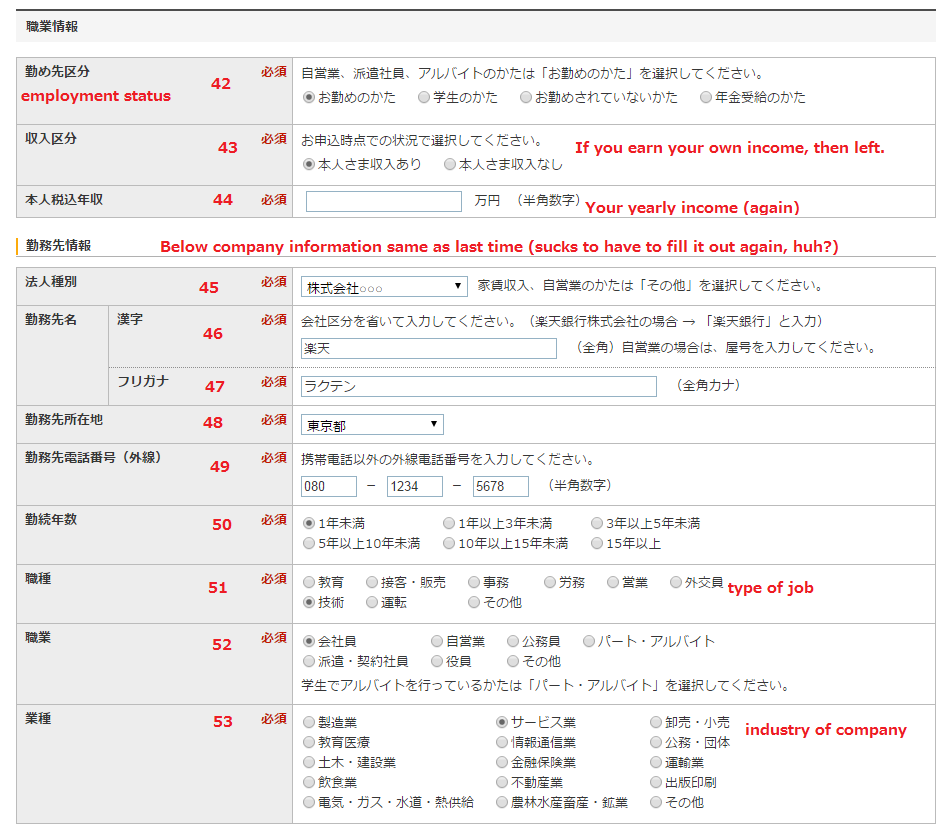 職業情報
勤め先区分 42 必須 自営業、派遣社員、アルバイトのかたは「お勤めのかた」を選択してください。
employment status お勤めのかた 学生のかた お勤めされていないかた 年金受給のかた
収入区分 43 必須 お申込時点での状況で選択してください。 If you earn your own income, then left.
本人さま収入あり 本人さま収入なし
本人税込年収 44 必須 万円 （半角数字） Your yearly income (again)
勤務先情報 Below company information same as last time (sucks to have to fill it out again, huh?)
法人種別 45 必須 株式会社○○○ ▼ 家賃収入、自営業のかたは「その他」を選択してください。
勤務先名 漢字 46 必須 会社区分を省いて入力してください。（楽天銀行株式会社の場合 → 「楽天銀行」と入力）
楽天 （全角）自営業の場合は、屋号を入力してください。
フリガナ 47 必須 ラクテン （全角カナ）
勤務先所在地 48 必須 東京都 ▼
勤務先電話番号（外線） 49 必須 携帯電話以外の外線電話番号を入力してください。
080 － 1234 － 5678 （半角数字）
勤続年数 50 必須 1年未満 1年以上3年未満 3年以上5年未満
5年以上10年未満 10年以上15年未満 15年以上
職種 51 必須 教育 接客・販売 事務 労務 営業 外交員 type of job
技術 運転 その他
職業 52 必須 会社員 自営業 公務員 パート・アルバイト
派遣・契約社員 役員 その他
学生でアルバイトを行っているかたは「パート・アルバイト」を選択してください。
業種 53 必須 製造業 サービス業 卸売・小売 industry of company
教育医療 情報通信業 公務・団体
土木・建設業 金融保険業 運輸業
飲食業 不動産業 出版印刷
電気・ガス・水道・熱供給 農林水産畜産・鉱業 その他